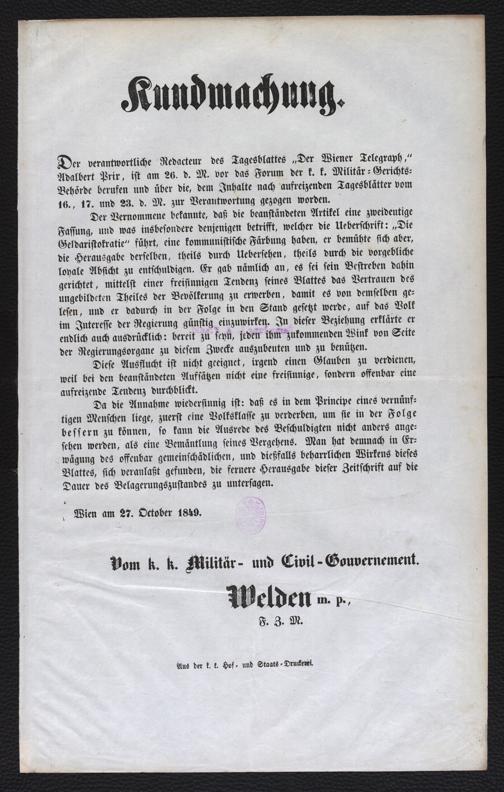 Kundmachung.
Der verantwortliche Redacteur des Tagesblattes „Der Wiener Telegraph,“
Adalbert Prix, ist am 26. d. M. vor das Forum der k. k. Militär-Gerichts-
Behörde berufen und über die, dem Inhalte nach aufreizenden Tagesblätter vom
16., 17. und 23. d. M. zur Verantwortung gezogen worden.
Der Vernommene bekannte, daß die beanständeten Artikel eine zweideutige
Fassung, und was insbesondere denjenigen betrifft, welcher die Ueberschrift: „Die
Geldaristokratie“ führt, eine kommunistische Färbung haben, er bemühte sich aber,
die Herausgabe derselben, theils durch Uebersehen, theils durch die vorgebliche
loyale Absicht zu entschuldigen. Er gab nämlich an, es sei sein Bestreben dahin
gerichtet, mittelst einer freisinnigen Tendenz seines Blattes das Vertrauen des
ungebildeten Theiles der Bevölkerung zu erwerben, damit es von demselben ge-
lesen, und er dadurch in der Folge in den Stand gesetzt werde, auf das Volk
im Interesse der Regierung günstig einzuwirken. In dieser Beziehung erklärte er
endlich auch ausdrücklich: bereit zu seyn, jeden ihm zukommenden Wink von Seite
der Regierungsorgane zu diesem Zwecke auszubeuten und zu benützen.
Diese Ausflucht ist nicht geeignet, irgend einen Glauben zu verdienen,
weil bei den beanständeten Aufsätzen nicht eine freisinnige, sondern offenbar eine
aufreizende Tendenz durchblickt.
Da die Annahme widersinnig ist: daß es in dem Principe eines vernünf-
tigen Menschen liege, zuerst eine Volksklasse zu verderben, um sie in der Folge
bessern zu können, so kann die Ausrede des Beschuldigten nicht anders ange-
sehen werden, als eine Bemäntlung seines Vergehens. Man hat demnach in Er-
wägung des offenbar gemeinschädlichen, und dießfalls beharrlichen Wirkens dieses
Blattes, sich veranlaßt gefunden, die fernere Herausgabe dieser Zeitschrift auf die
Dauer des Belagerungszustandes zu untersagen.
Wien am 27. October 1849.
Vom k. k. Militär- und Civil-Gouvernement.
Welden m. p.,
F. Z. M.
Aus der k. k. Hof- und Staats-Druckerei.